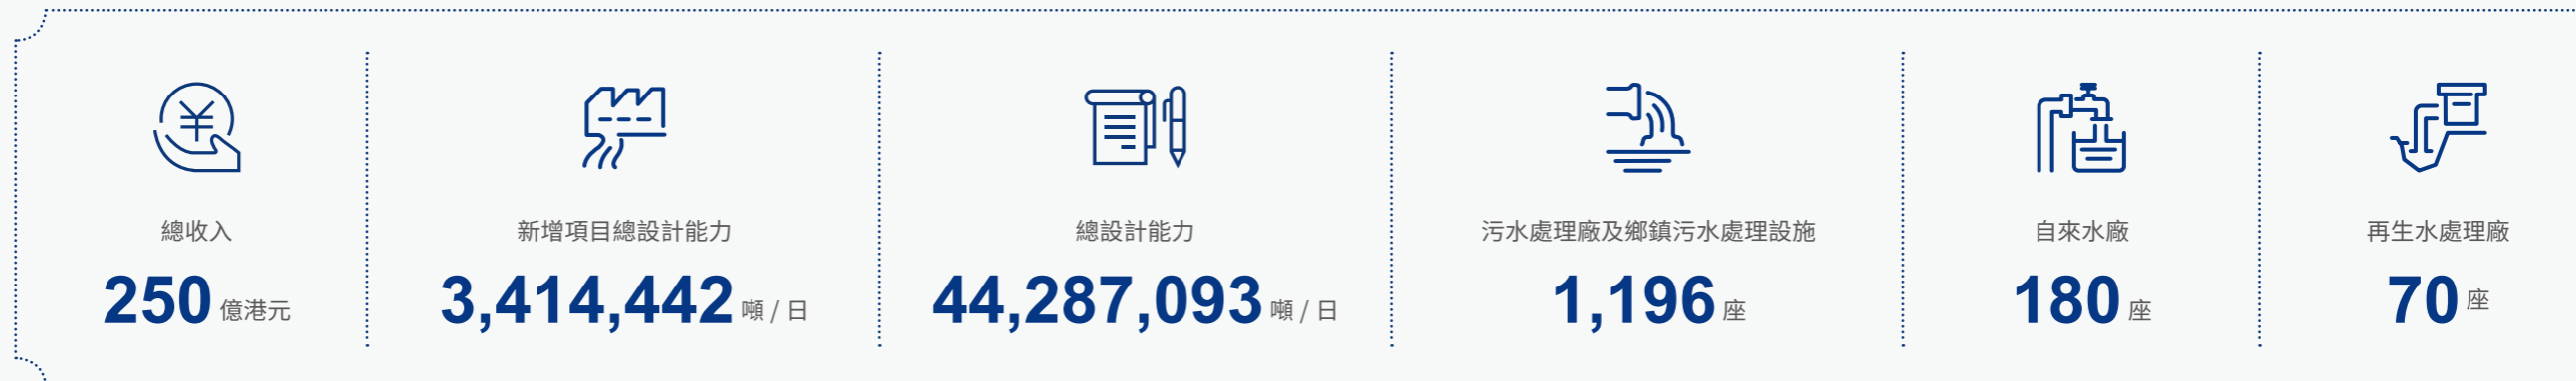 總收入
250 億港元
新增項目總設計能力
3,414,442 噸 / 日
總設計能力
44,287,093 噸 / 日
污水處理廠及鄉鎮污水處理設施
1,196 座
自來水廠
180 座
再生水處理廠
70 座